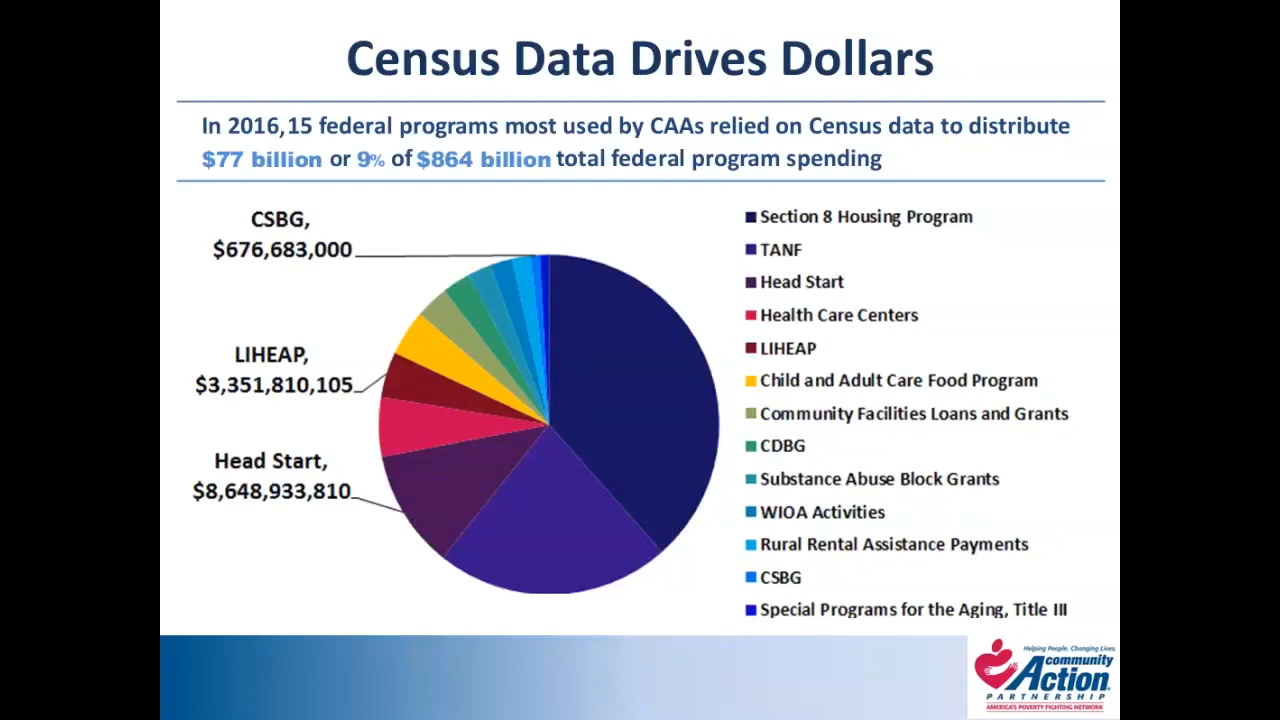 Census Data Drives Dollars
In 2016,15 federal programs most used by CAAs relied on Census data to distribute
$77 billion or 9% of $864 billion total federal program spending
CSBG,
$676,683,000
LIHEAP,
$3,351,810,105
Head Start,
$8,648,933,810
Section 8 Housing Program
TANF
Head Start
Health Care Centers
LIHEAP
Child and Adult Care Food Program
Community Facilities Loans and Grants
CDBG
Substance Abuse Block Grants
WIOA Activities
Rural Rental Assistance Payments
CSBG
Special Programs for the Aging, Title III
Helping People. Changing Lives.
community
Action
PARTNERSHIP
AMERICA'S POVERTY FIGHTING NETWORK